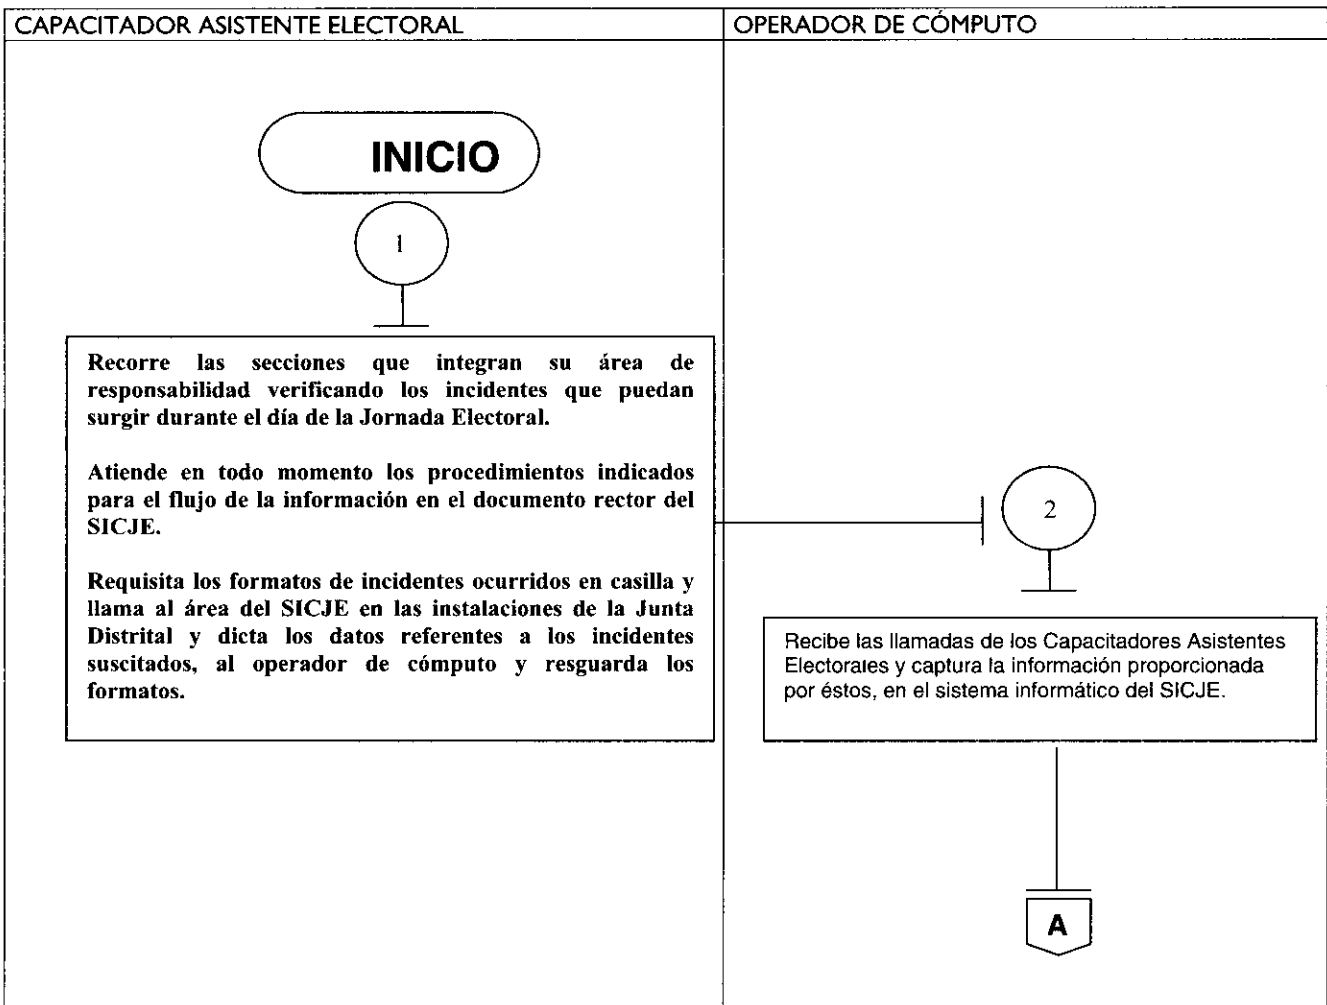 CAPACITADOR ASISTENTE ELECTORAL
OPERADOR DE CÓMPUTO
INICIO
1
Recorre las secciones que integran su área de
responsabilidad verificando los incidentes que puedan
surgir durante el día de la Jornada Electoral.
Atiende en todo momento los procedimientos indicados
para el flujo de la información en el documento rector del
SICJE.
Requisita los formatos de incidentes ocurridos en casilla y
llama al área del SICJE en las instalaciones de la Junta
Distrital y dicta los datos referentes a los incidentes
suscitados, al operador de cómputo y resguarda los
formatos.
2
Recibe las llamadas de los Capacitadores Asistentes
Electorales y captura la información proporcionada
por éstos, en el sistema informático del SICJE.
A